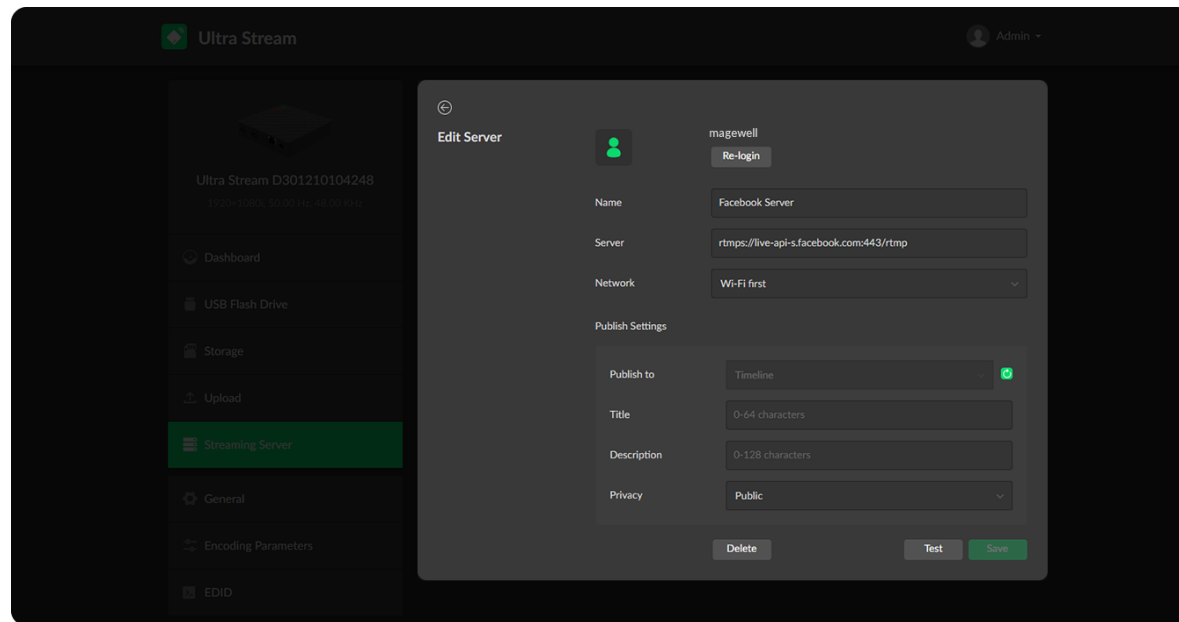 Ultra Stream
Admin
Ultra Stream D301210104248
1920x1080i, 50.00 Hz, 48.00 KHz
Dashboard
USB Flash Drive
Storage
Upload
Streaming Server
General
Encoding Parameters
EDID
Edit Server
magewell
Re-login
Name
Facebook Server
Server
rtmps://live-api-s.facebook.com:443/rtmp
Network
Wi-Fi first
Publish Settings
Publish to
Timeline
Title
0-64 characters
Description
0-128 characters
Privacy
Public
Delete
Test
Save